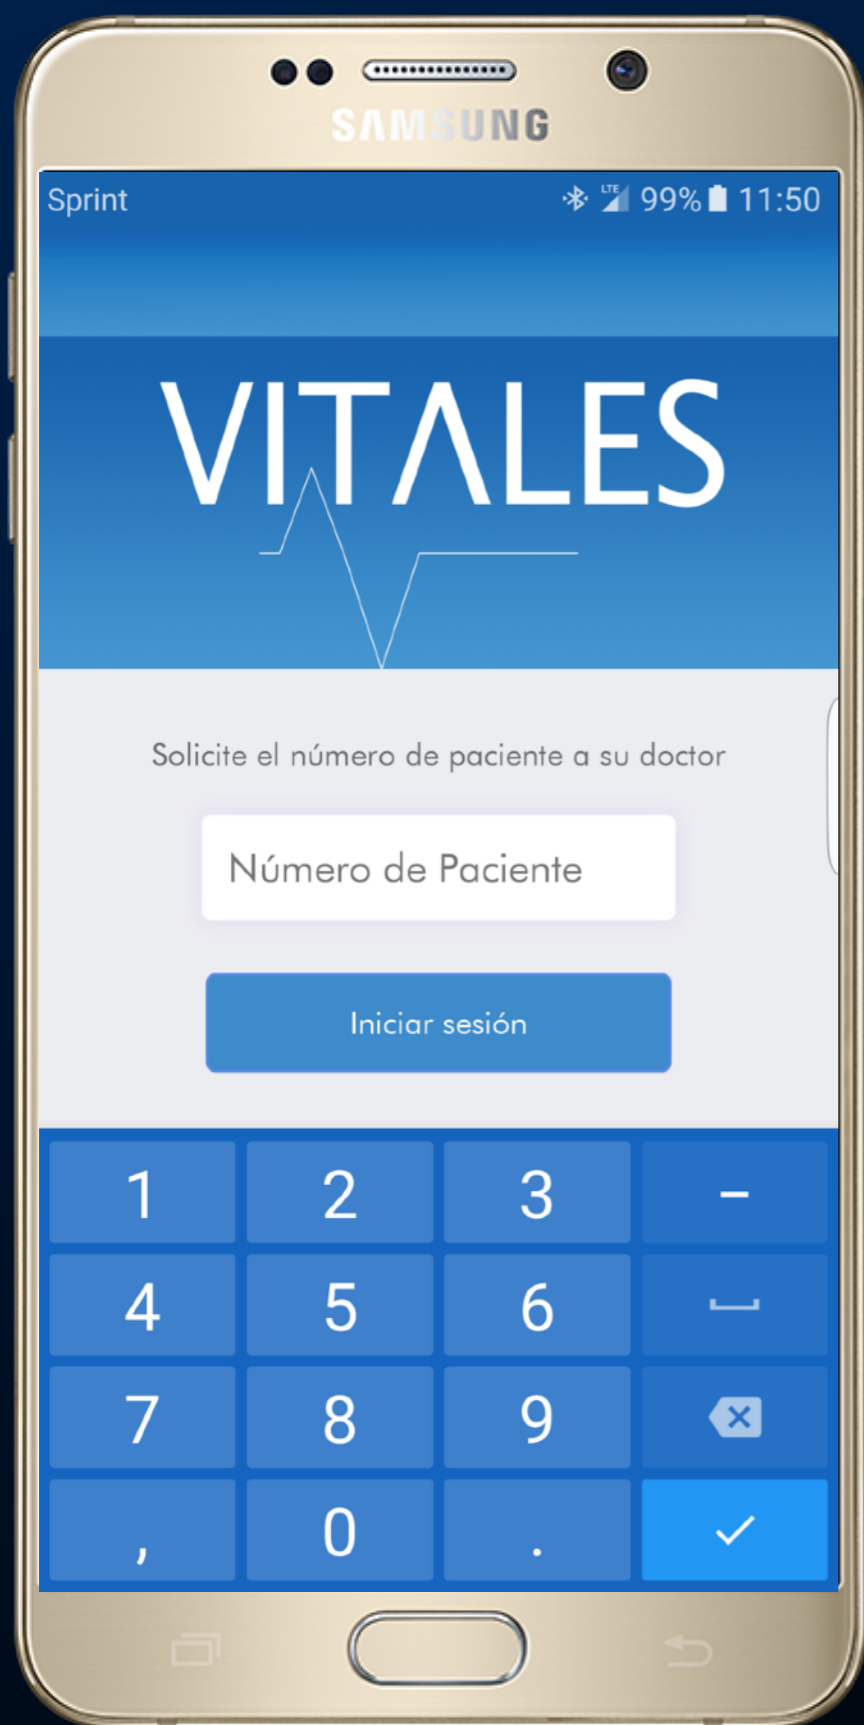 SAMSUNG
Sprint LTE 99% 11:50
VITALES
Solicite el número de paciente a su doctor
Número de Paciente
Iniciar sesión
1 2 3 -
4 5 6
7 8 9
, 0 .